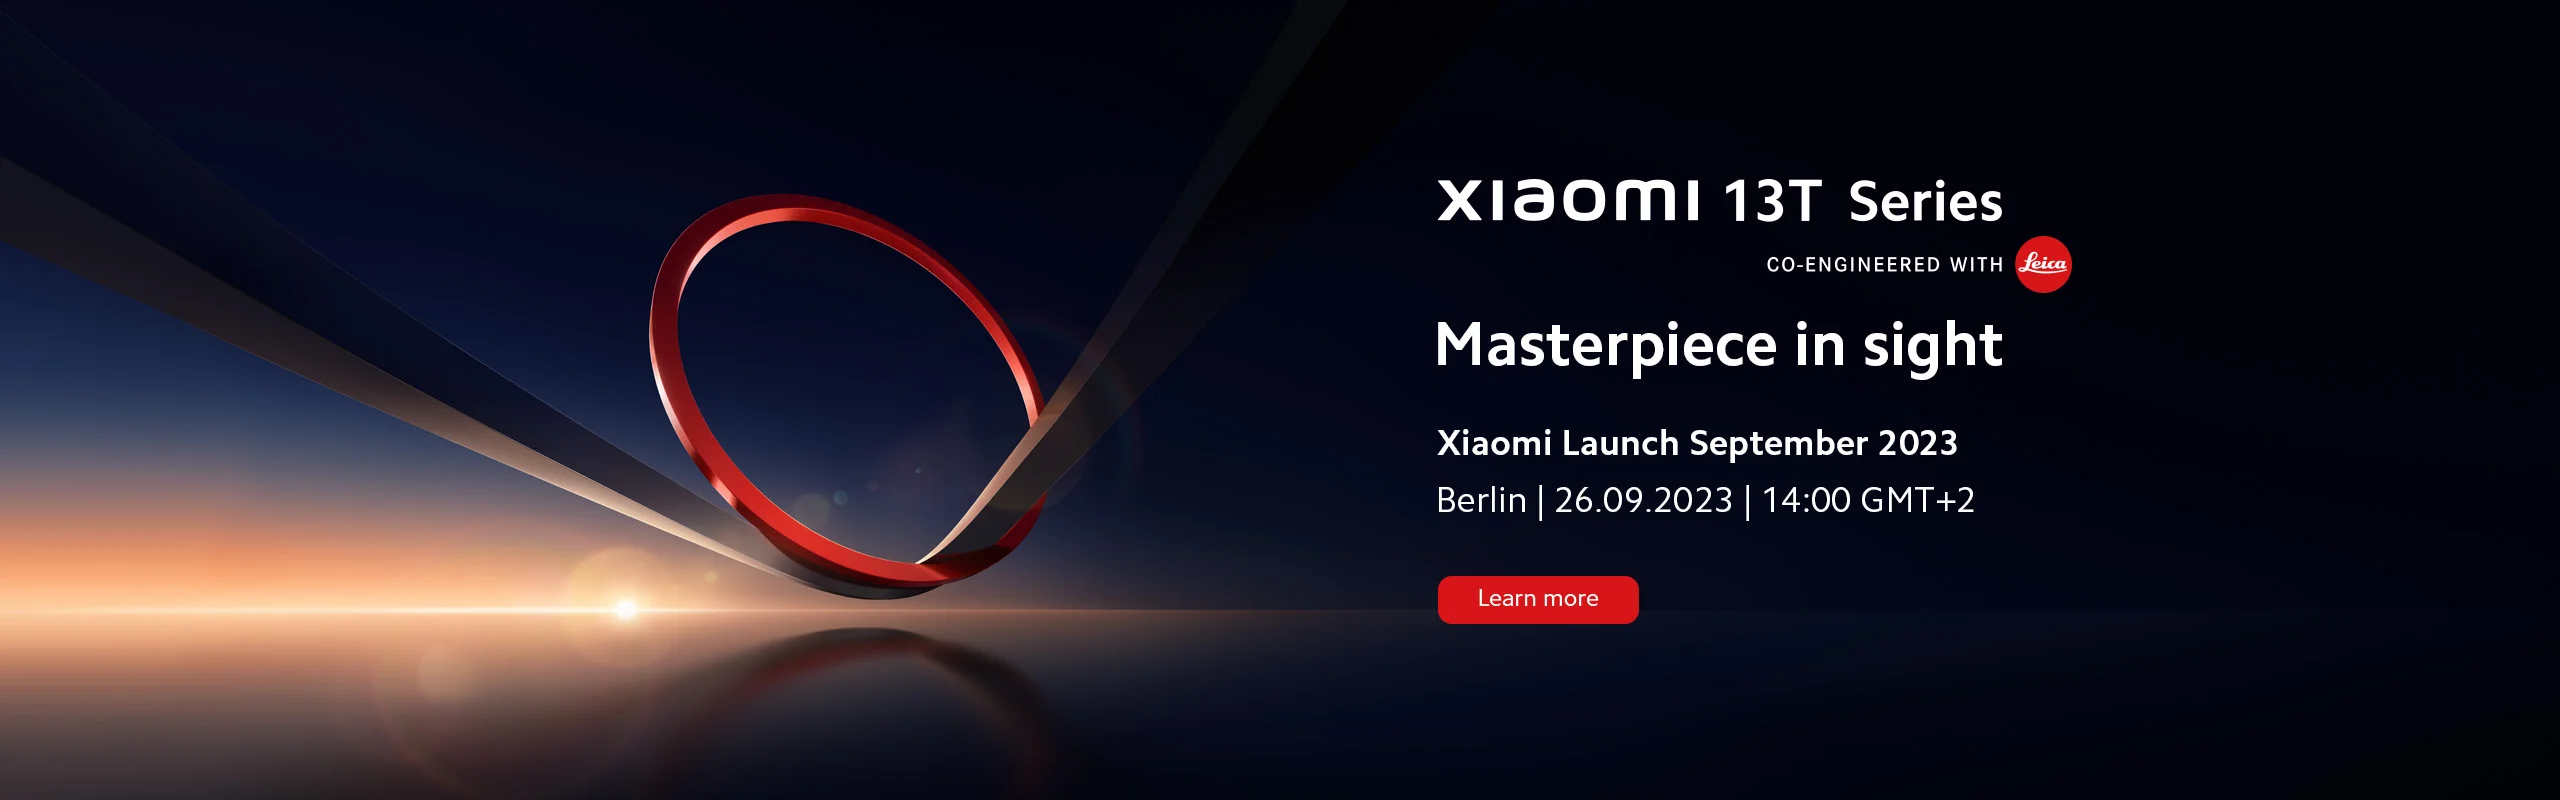 xiaomi 13T Series
CO-ENGINEERED WITH Leica
Masterpiece in sight
Xiaomi Launch September 2023
Berlin | 26.09.2023 | 14:00 GMT+2
Learn more